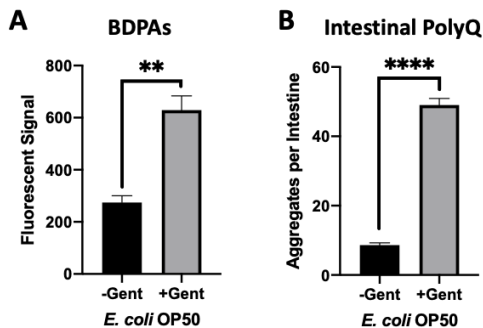 A
BDPAs
Fluorescent Signal
800
600
400
200
0
**
-Gent
+Gent
E. coli OP50
B
Intestinal PolyQ
Aggregates per Intestine
60
40
20
0
****
-Gent
+Gent
E. coli OP50